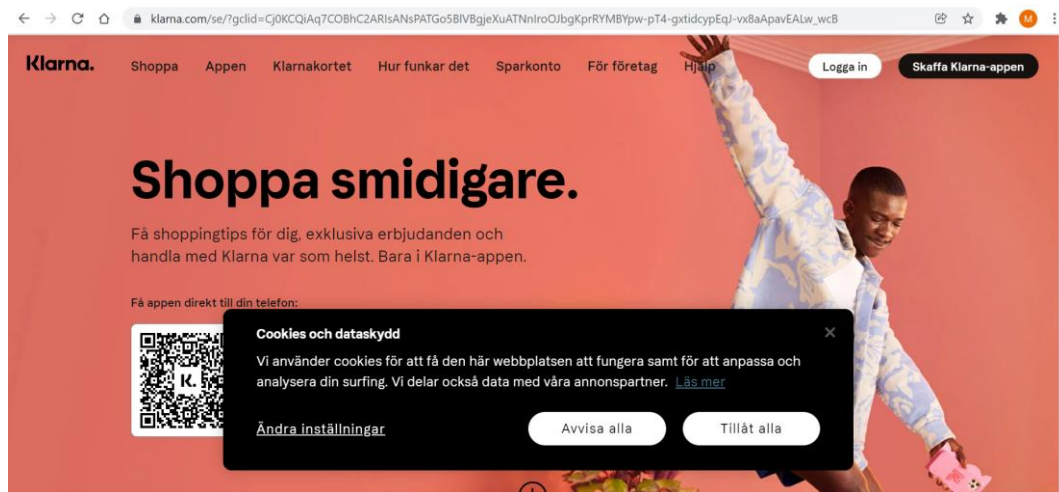 klarna.com/se/?gclid=Cj0KCQiAq7COBhC2ARIsANsPATGo5BlVBgjeXuATNnIroOJbgKprRYMBYpw-pT4-gxtidcypEqJ-vx8aApavEALw_wcB
M
Klarna.
Shoppa
Appen
Klarnakortet
Hur funkar det
Sparkonto
För företag
Hjälp
Logga in
Skaffa Klarna-appen
Shoppa smidigare.
Få shoppingtips för dig, exklusiva erbjudanden och
handla med Klarna var som helst. Bara i Klarna-appen.
Få appen direkt till din telefon:
K.
Cookies och dataskydd
Vi använder cookies för att få den här webbplatsen att fungera samt för att anpassa och
analysera din surfing. Vi delar också data med våra annonspartner. Läs mer
Ändra inställningar
Avvisa alla
Tillåt alla